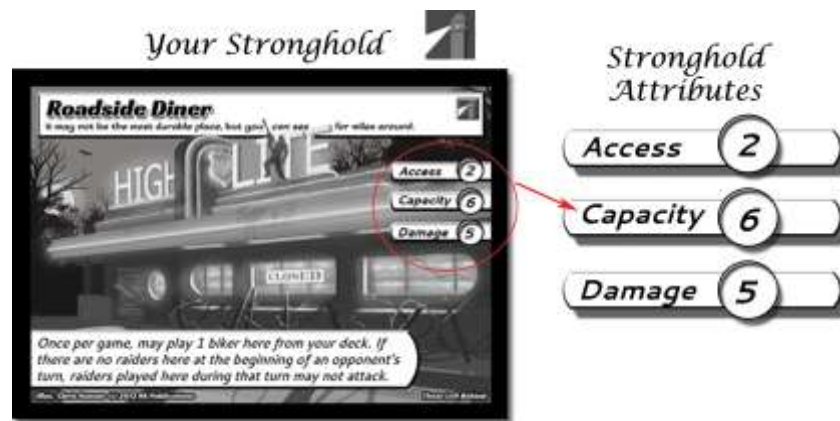 Your Stronghold
Stronghold
Attributes
Roadside Diner
It may not be the most durable place, but you can see for miles around.
HIGH LIFE
Access 2
Capacity 6
Damage 5
CLOSED
Once per game, may play 1 biker here from your deck. If
there are no raiders here at the beginning of an opponent's
turn, raiders played here during that turn may not attack.
Access 2
Capacity 6
Damage 5